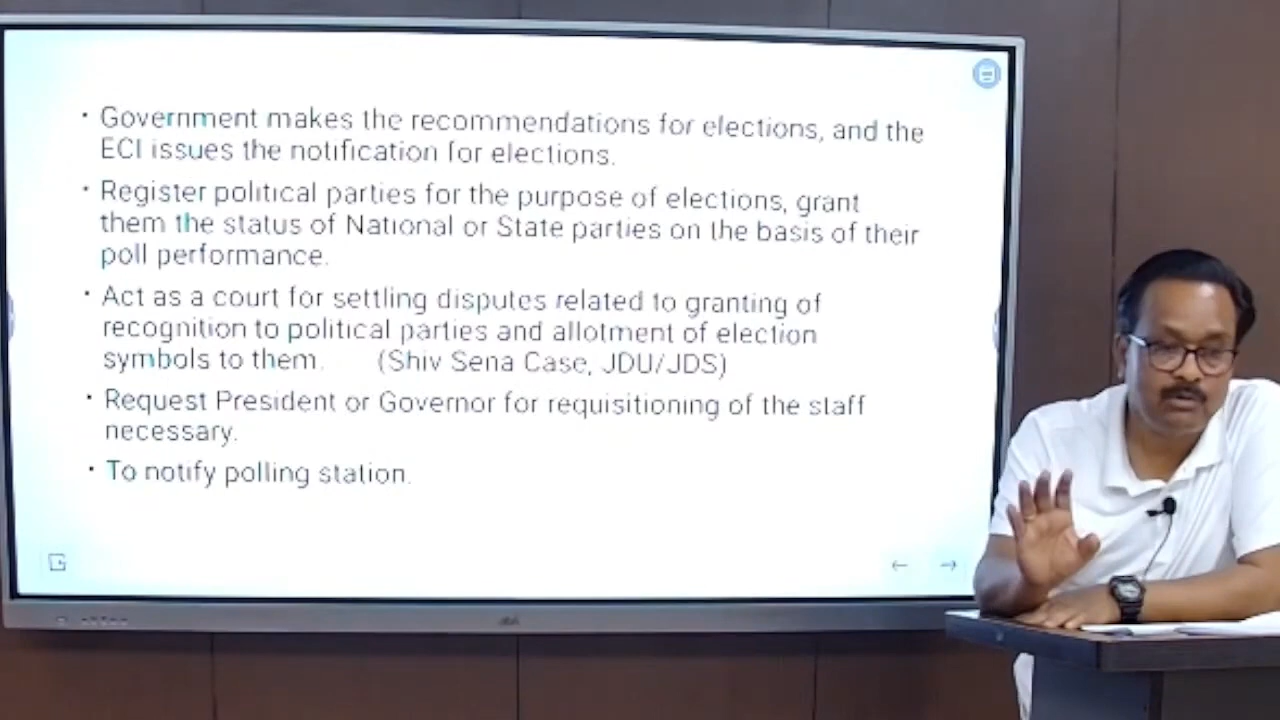 • Government makes the recommendations for elections, and the
ECI issues the notification for elections.
• Register political parties for the purpose of elections, grant
them the status of National or State parties on the basis of their
poll performance.
• Act as a court for settling disputes related to granting of
recognition to political parties and allotment of election
symbols to them. (Shiv Sena Case, JDU/JDS)
• Request President or Governor for requisitioning of the staff
necessary.
• To notify polling station.